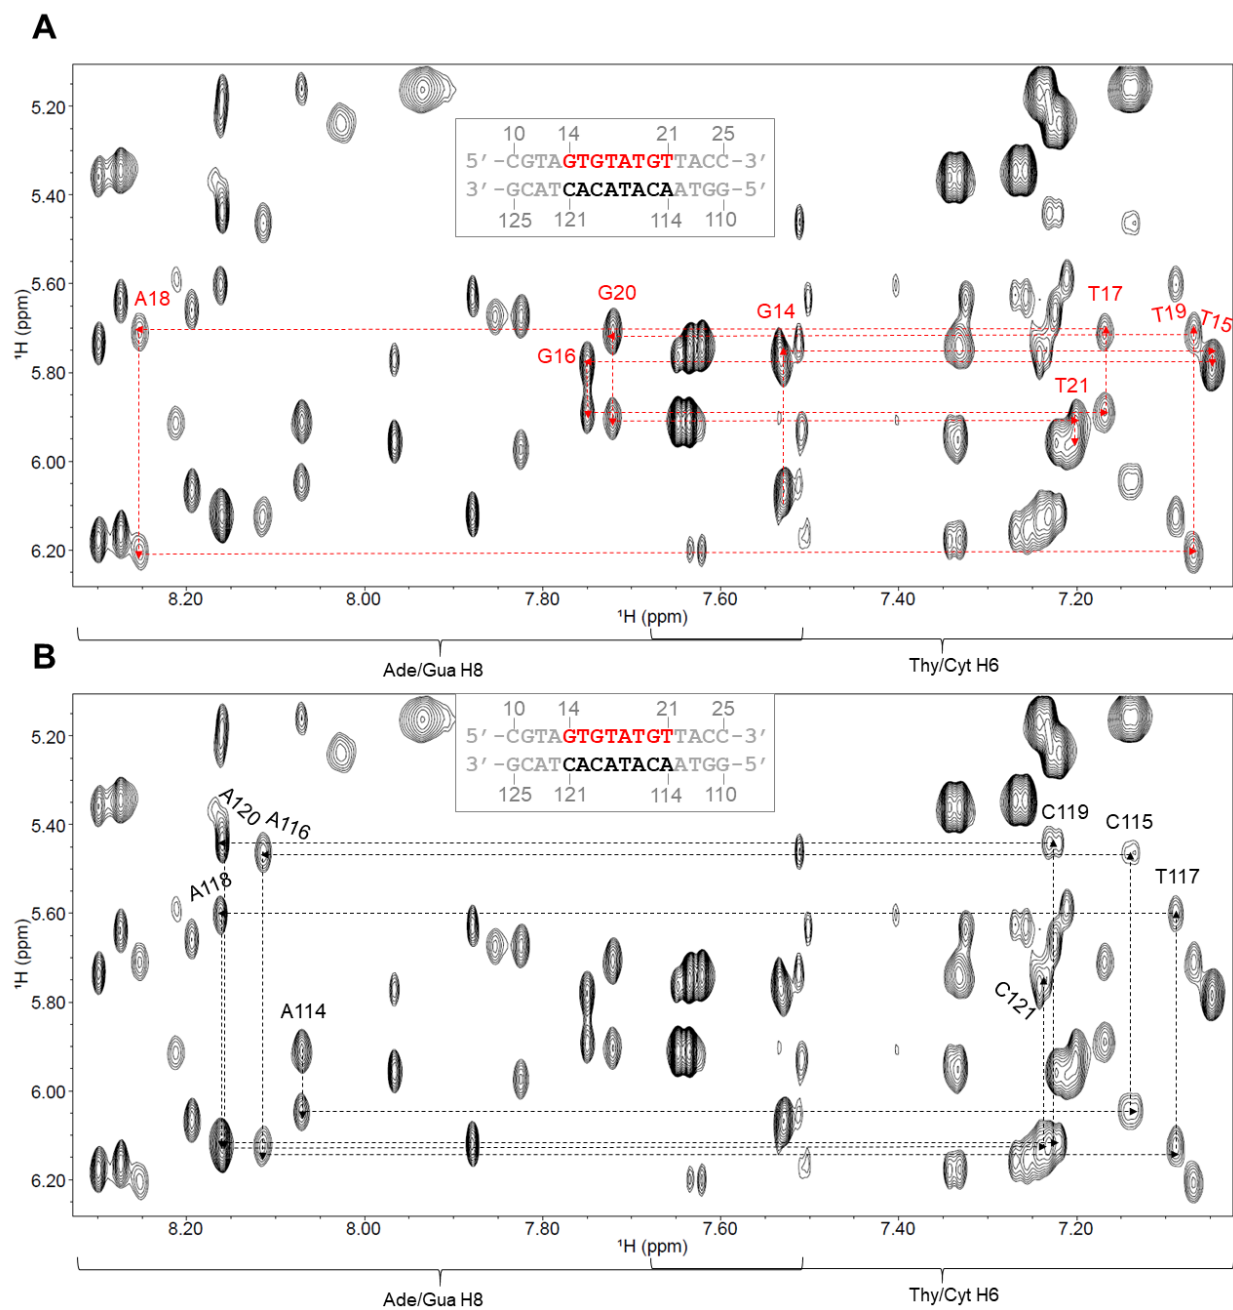 A
5.20
5.40
5.60
5.80
6.00
6.20
¹H (ppm)
10 14 21 25
5′-CGTAGTGTATGTTACC-3′
3′-GCATCACATACAATGG-5′
125 121 114 110
A18
G20
G14
T17
T19
T15
G16
T21
8.20 8.00 7.80 7.60 7.40 7.20
¹H (ppm)
Ade/Gua H8
Thy/Cyt H6
B
5.20
5.40
5.60
5.80
6.00
6.20
¹H (ppm)
10 14 21 25
5′-CGTAGTGTATGTTACC-3′
3′-GCATCACATACAATGG-5′
125 121 114 110
A120
A116
C119
C115
A118
T117
A114
C121
8.20 8.00 7.80 7.60 7.40 7.20
¹H (ppm)
Ade/Gua H8
Thy/Cyt H6